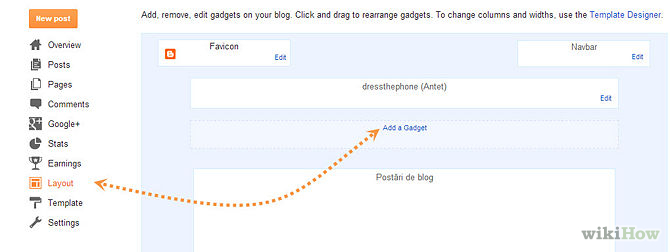 New post
Add, remove, edit gadgets on your blog. Click and drag to rearrange gadgets. To change columns and widths, use the Template Designer.
Overview
Posts
Pages
Comments
Google+
Stats
Earnings
Layout
Template
Settings
Favicon
Edit
Navbar
Edit
dressthephone (Antet)
Edit
Add a Gadget
Postări de blog
wikiHow